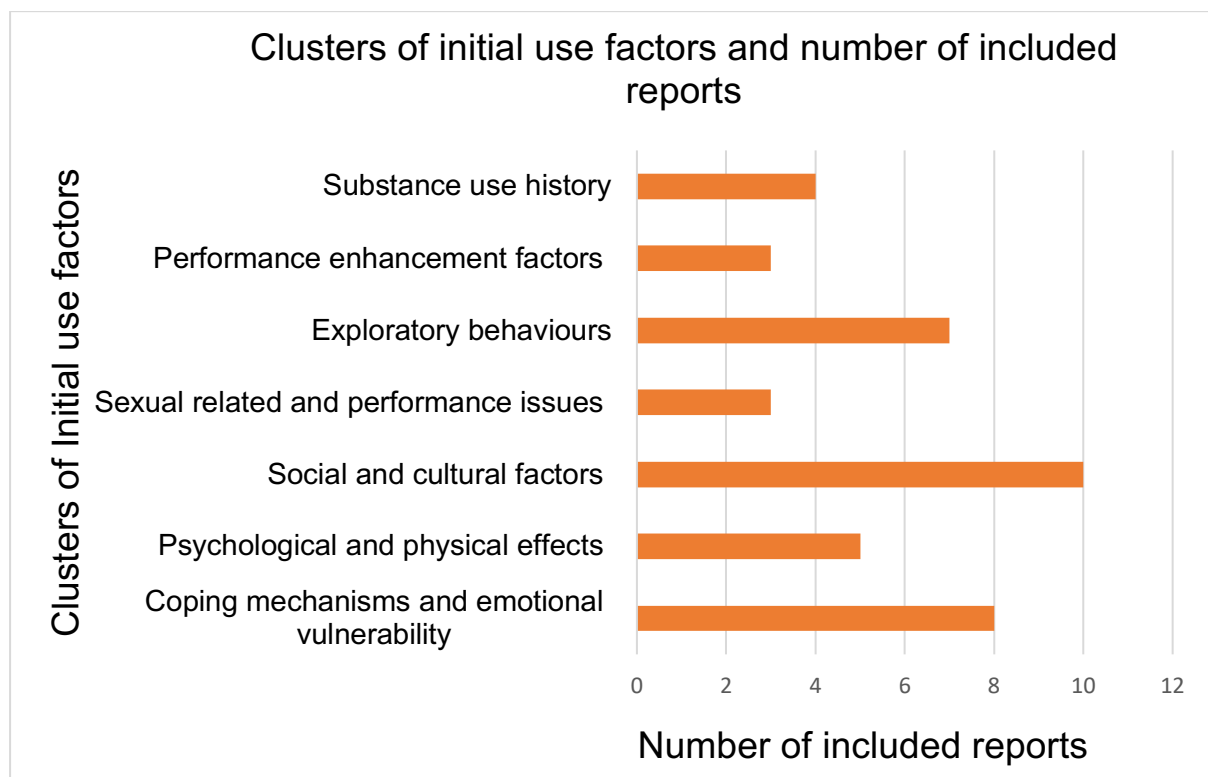 Clusters of initial use factors and number of included
reports
Clusters of Initial use factors
Substance use history
Performance enhancement factors
Exploratory behaviours
Sexual related and performance issues
Social and cultural factors
Psychological and physical effects
Coping mechanisms and emotional
vulnerability
0 2 4 6 8 10 12
Number of included reports